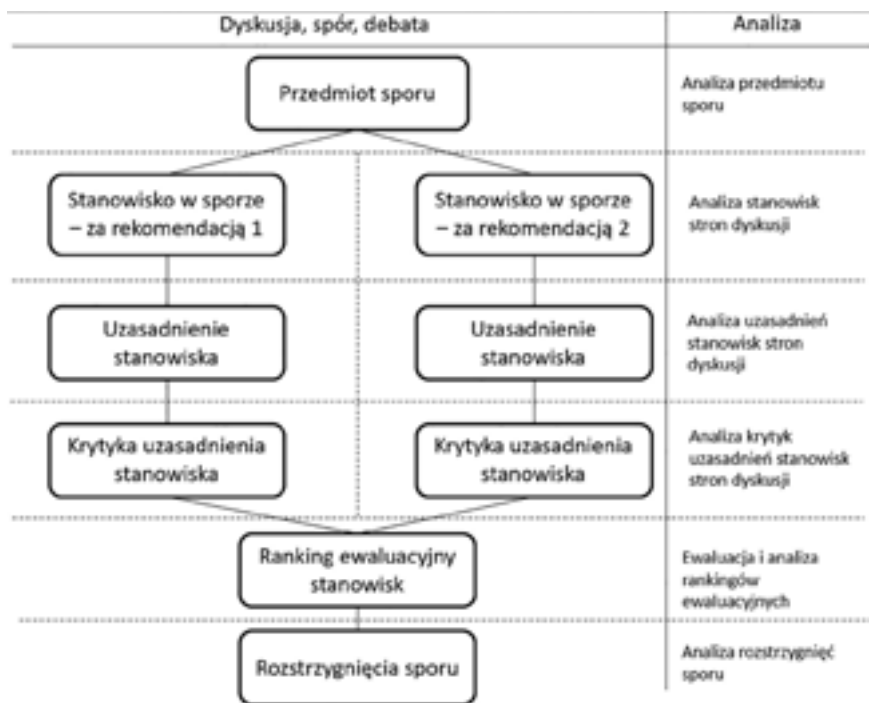 Dyskusja, spór, debata
Analiza
Przedmiot sporu
Analiza przedmiotu
sporu
Stanowisko w sporze
– za rekomendacją 1
Stanowisko w sporze
– za rekomendacją 2
Analiza stanowisk
stron dyskusji
Uzasadnienie
stanowiska
Uzasadnienie
stanowiska
Analiza uzasadnień
stanowisk stron
dyskusji
Krytyka uzasadnienia
stanowiska
Krytyka uzasadnienia
stanowiska
Analiza krytyk
uzasadnień stanowisk
stron dyskusji
Ranking ewaluacyjny
stanowisk
Ewaluacja i analiza
rankingów
ewaluacyjnych
Rozstrzygnięcia sporu
Analiza rozstrzygnięć
sporu